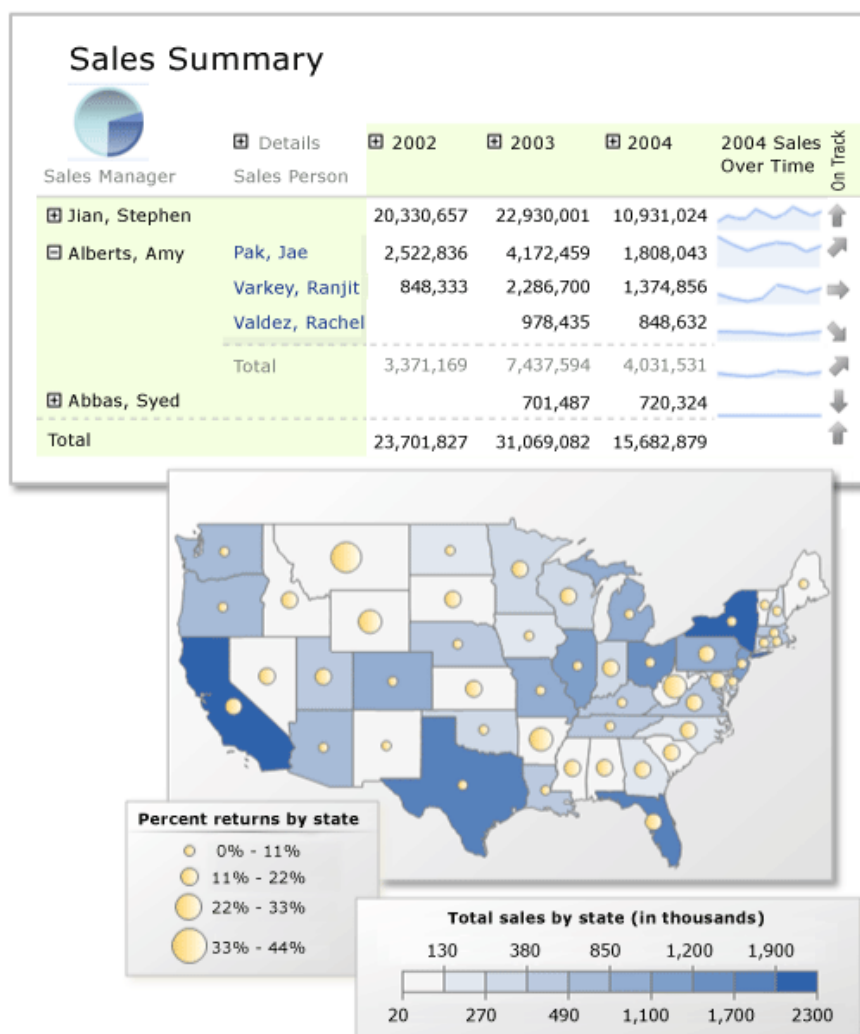 Sales Summary
Sales Manager
Details
Sales Person
2002
2003
2004
2004 Sales
Over Time
On Track
Jian, Stephen 20,330,657 22,930,001 10,931,024
Alberts, Amy Pak, Jae 2,522,836 4,172,459 1,808,043
Varkey, Ranjit 848,333 2,286,700 1,374,856
Valdez, Rachel 978,435 848,632
Total 3,371,169 7,437,594 4,031,531
Abbas, Syed 701,487 720,324
Total 23,701,827 31,069,082 15,682,879
Percent returns by state
0% - 11%
11% - 22%
22% - 33%
33% - 44%
Total sales by state (in thousands)
130 380 850 1,200 1,900
20 270 490 1,100 1,700 2300